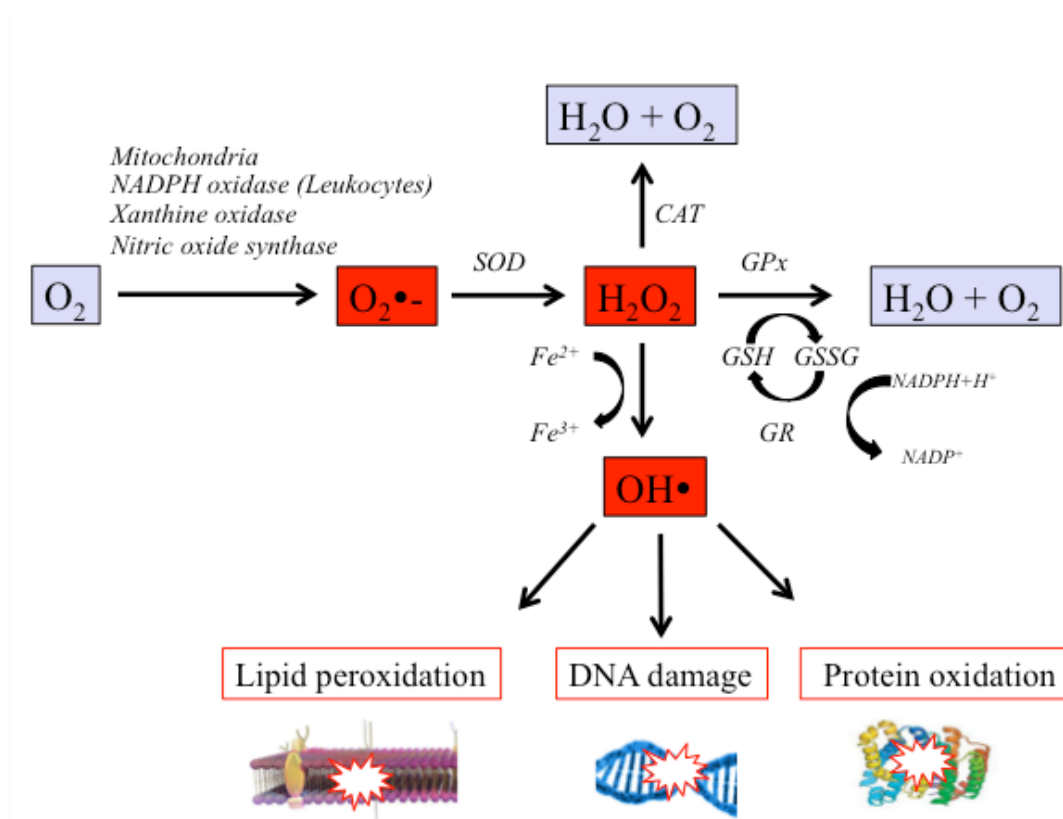 H₂O + O₂
Mitochondria
NADPH oxidase (Leukocytes)
Xanthine oxidase
Nitric oxide synthase
CAT
SOD
GPx
O₂
O₂•-
H₂O₂
H₂O + O₂
Fe²⁺
GSH GSSG
NADPH+H⁺
Fe³⁺
GR
NADP⁺
OH•
Lipid peroxidation
DNA damage
Protein oxidation